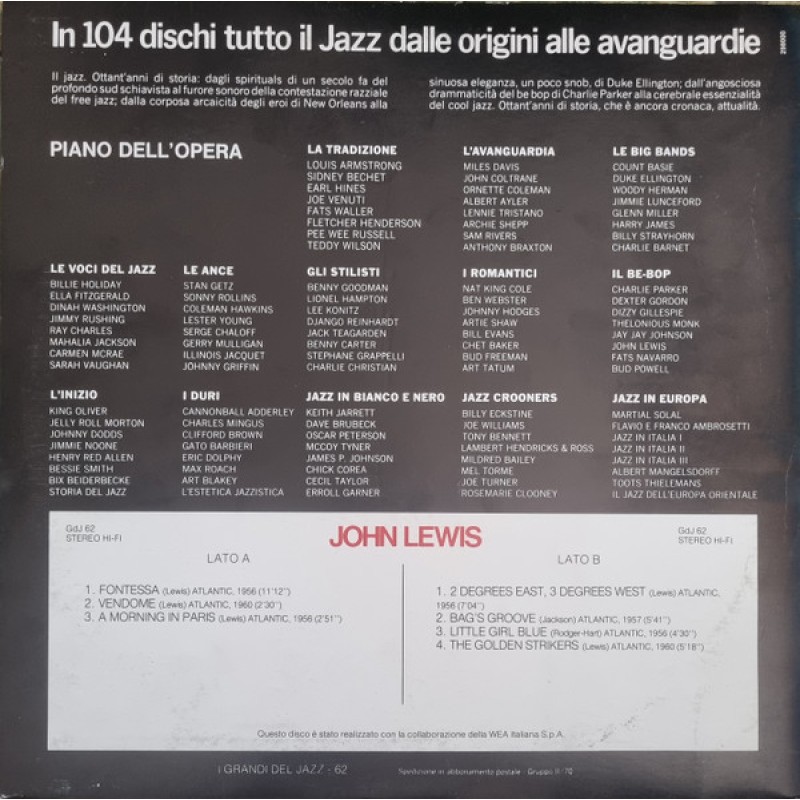 In 104 dischi tutto il Jazz dalle origini alle avanguardie
Il jazz. Ottant'anni di storia: dagli spirituals di un secolo fa del
profondo sud schiavista al furore sonoro della contestazione razziale
del free jazz; dalla corposa arcaicità degli eroi di New Orleans alla
sinuosa eleganza, un poco snob, di Duke Ellington; dall'angosciosa
drammaticità del be bop di Charlie Parker alla cerebrale essenzialità
del cool jazz. Ottant'anni di storia, che è ancora cronaca, attualità.
PIANO DELL'OPERA
LA TRADIZIONE
LOUIS ARMSTRONG
SIDNEY BECHET
EARL HINES
JOE VENUTI
FATS WALLER
FLETCHER HENDERSON
PEE WEE RUSSELL
TEDDY WILSON
L'AVANGUARDIA
MILES DAVIS
JOHN COLTRANE
ORNETTE COLEMAN
ALBERT AYLER
LENNIE TRISTANO
ARCHIE SHEPP
SAM RIVERS
ANTHONY BRAXTON
LE BIG BANDS
COUNT BASIE
DUKE ELLINGTON
WOODY HERMAN
JIMMIE LUNCEFORD
GLENN MILLER
HARRY JAMES
BILLY STRAYHORN
CHARLIE BARNET
LE VOCI DEL JAZZ
BILLIE HOLIDAY
ELLA FITZGERALD
DINAH WASHINGTON
JIMMY RUSHING
RAY CHARLES
MAHALIA JACKSON
CARMEN MCRAE
SARAH VAUGHAN
LE ANCE
STAN GETZ
SONNY ROLLINS
COLEMAN HAWKINS
LESTER YOUNG
SERGE CHALOFF
GERRY MULLIGAN
ILLINOIS JACQUET
JOHNNY GRIFFIN
GLI STILISTI
BENNY GOODMAN
LIONEL HAMPTON
LEE KONITZ
DJANGO REINHARDT
JACK TEAGARDEN
BENNY CARTER
STEPHANE GRAPPELLI
CHARLIE CHRISTIAN
I ROMANTICI
NAT KING COLE
BEN WEBSTER
JOHNNY HODGES
ARTIE SHAW
BILL EVANS
CHET BAKER
BUD FREEMAN
ART TATUM
IL BE-BOP
CHARLIE PARKER
DEXTER GORDON
DIZZY GILLESPIE
THELONIOUS MONK
JAY JAY JOHNSON
JOHN LEWIS
FATS NAVARRO
BUD POWELL
L'INIZIO
KING OLIVER
JELLY ROLL MORTON
JOHNNY DODDS
JIMMIE NOONE
HENRY RED ALLEN
BESSIE SMITH
BIX BEIDERBECKE
STORIA DEL JAZZ
I DURI
CANNONBALL ADDERLEY
CHARLES MINGUS
CLIFFORD BROWN
GATO BARBIERI
ERIC DOLPHY
MAX ROACH
ART BLAKEY
L'ESTETICA JAZZISTICA
JAZZ IN BIANCO E NERO
KEITH JARRETT
DAVE BRUBECK
OSCAR PETERSON
MCCOY TYNER
JAMES P. JOHNSON
CHICK COREA
CECIL TAYLOR
ERROLL GARNER
JAZZ CROONERS
BILLY ECKSTINE
JOE WILLIAMS
TONY BENNETT
LAMBERT HENDRICKS & ROSS
MILDRED BAILEY
MEL TORME
JOE TURNER
ROSEMARIE CLOONEY
JAZZ IN EUROPA
MARTIAL SOLAL
FLAVIO E FRANCO AMBROSETTI
JAZZ IN ITALIA I
JAZZ IN ITALIA II
JAZZ IN ITALIA III
ALBERT MANGELSDORFF
TOOTS THIELEMANS
IL JAZZ DELL'EUROPA ORIENTALE
GdJ 62
STEREO HI-FI
JOHN LEWIS
GdJ 62
STEREO HI-FI
LATO A
1. FONTESSA (Lewis) ATLANTIC, 1956 (11'12'')
2. VENDOME (Lewis) ATLANTIC, 1960 (2'30'')
3. A MORNING IN PARIS (Lewis) ATLANTIC, 1956 (2'51'')
LATO B
1. 2 DEGREES EAST, 3 DEGREES WEST (Lewis) ATLANTIC,
1956 (7'04'')
2. BAG'S GROOVE (Jackson) ATLANTIC, 1957 (5'41'')
3. LITTLE GIRL BLUE (Rodger-Hart) ATLANTIC, 1956 (4'30'')
4. THE GOLDEN STRIKERS (Lewis) ATLANTIC, 1960 (5'18'')
Questo disco è stato realizzato con la collaborazione della WEA Italiana S.p.A.
I GRANDI DEL JAZZ - 62
Spedizione in abbonamento postale - Gruppo II/70